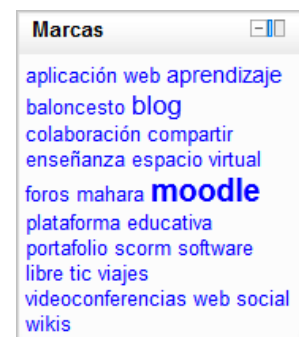 Marcas
aplicación web aprendizaje
baloncesto blog
colaboración compartir
enseñanza espacio virtual
foros mahara moodle
plataforma educativa
portafolio scorm software
libre tic viajes
videoconferencias web social
wikis